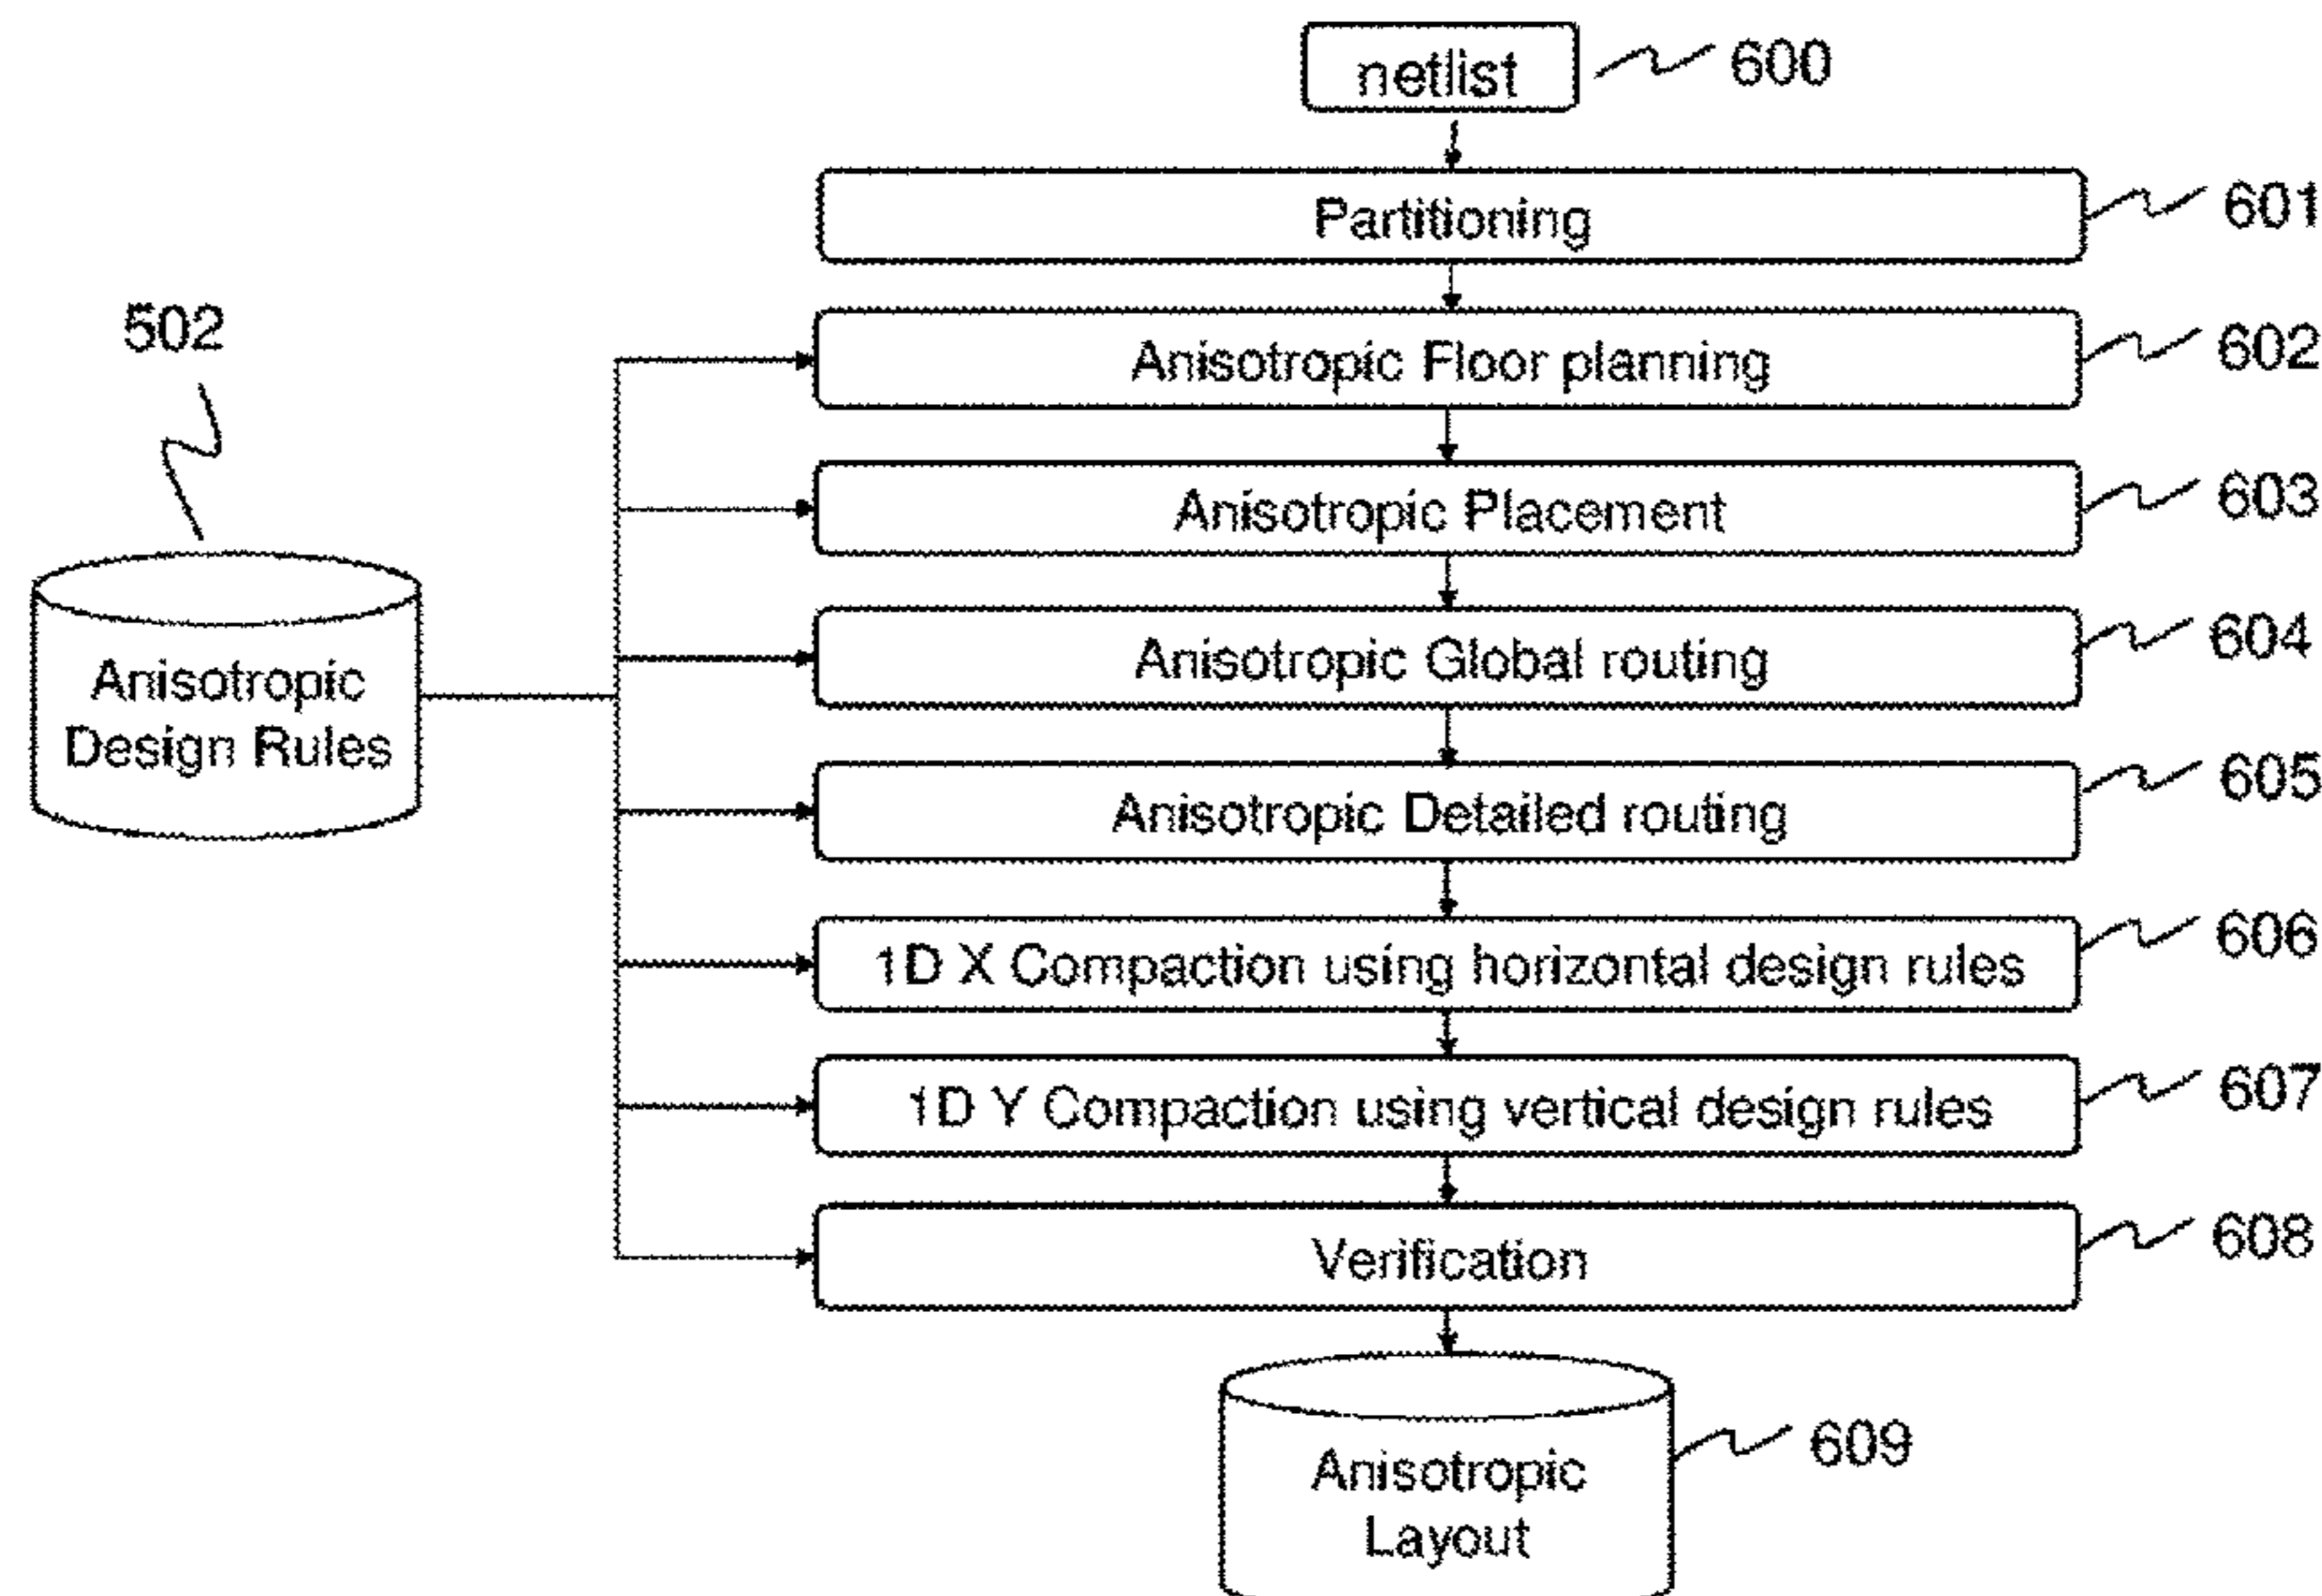 netlist
600
Partitioning
601
502
Anisotropic Floor planning
602
Anisotropic Placement
603
Anisotropic Global routing
604
Anisotropic
Design Rules
Anisotropic Detailed routing
605
1D X Compaction using horizontal design rules
606
1D Y Compaction using vertical design rules
607
Verification
608
Anisotropic
Layout
609